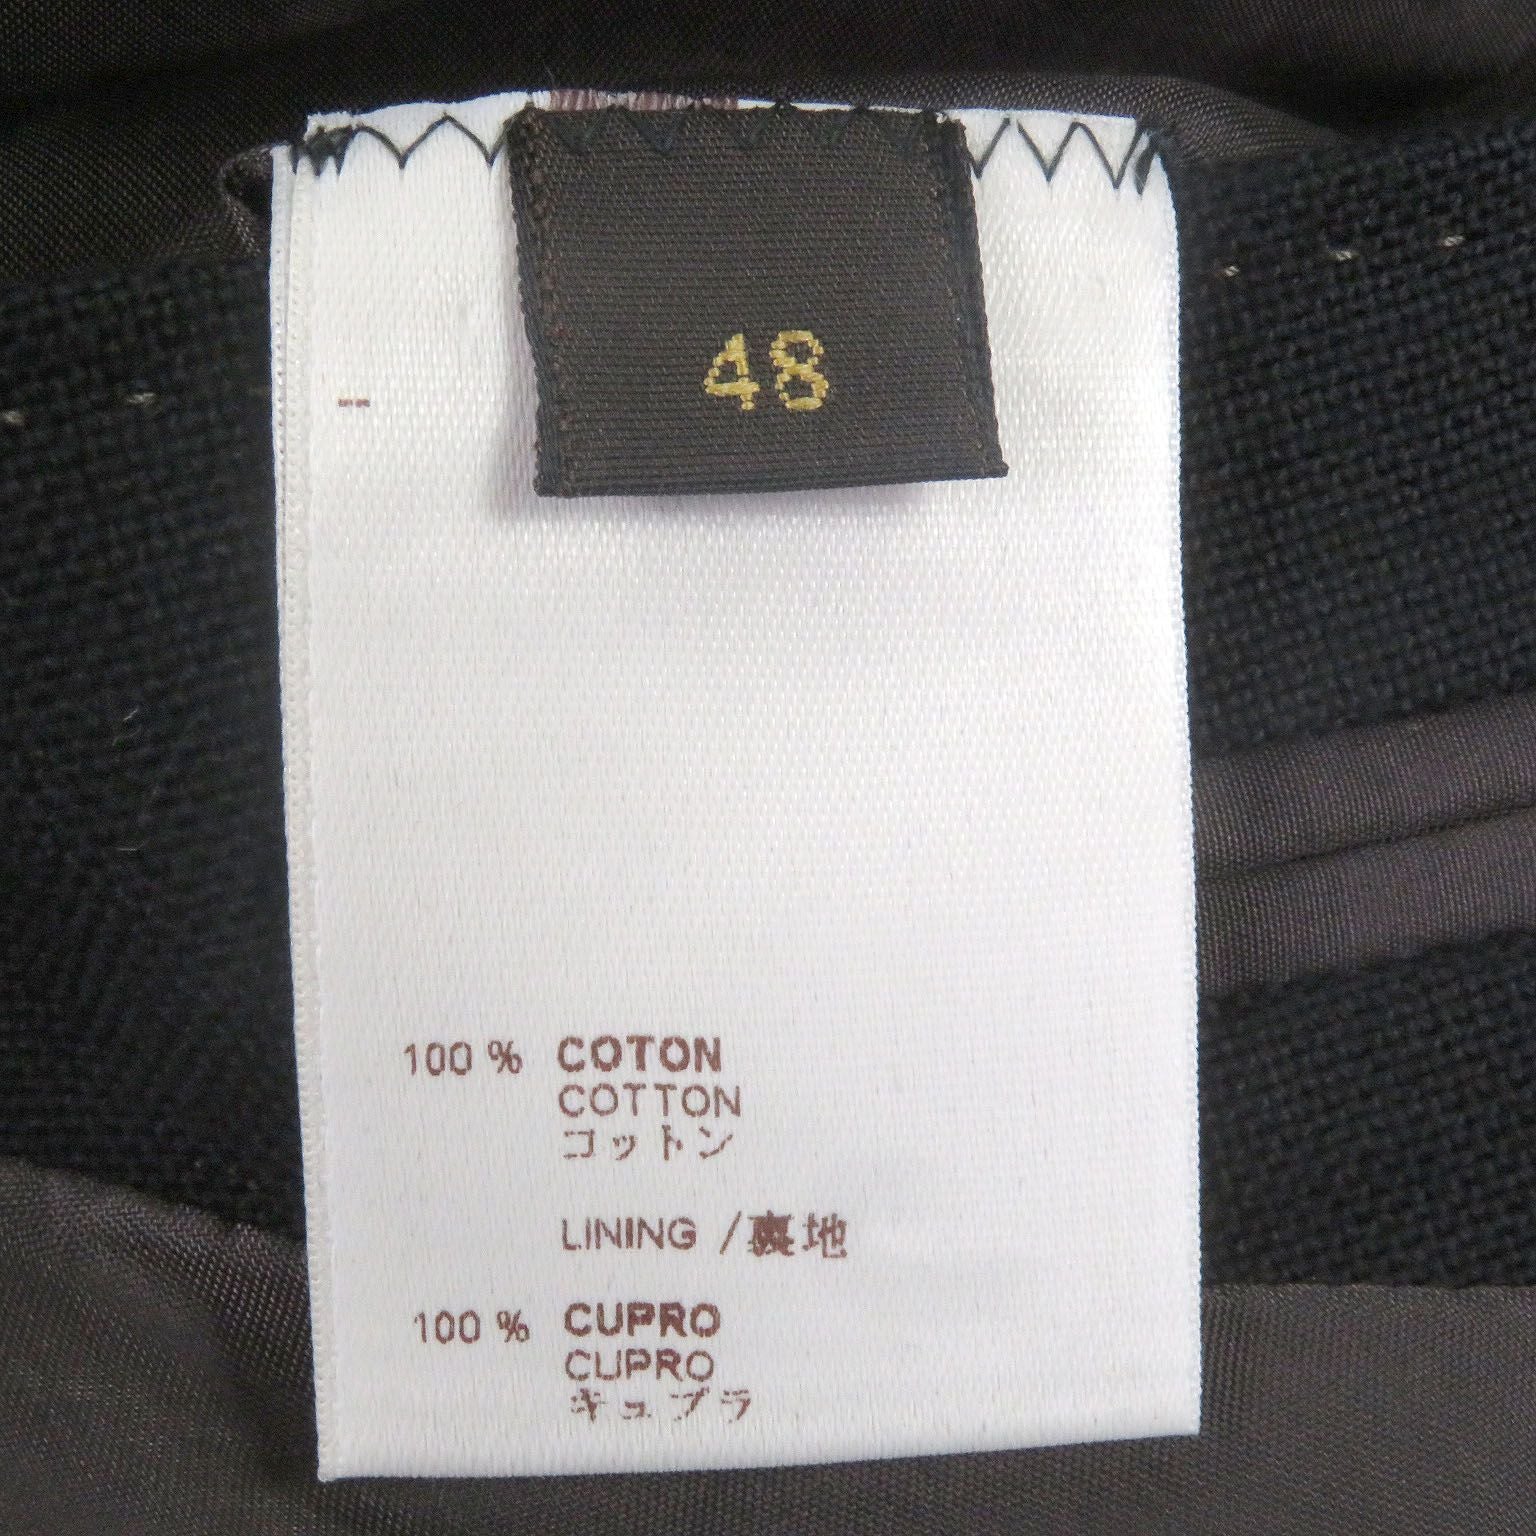 48
100 % COTON
COTTON
コットン
LINING / 裏地
100 % CUPRO
CUPRO
キュプラ